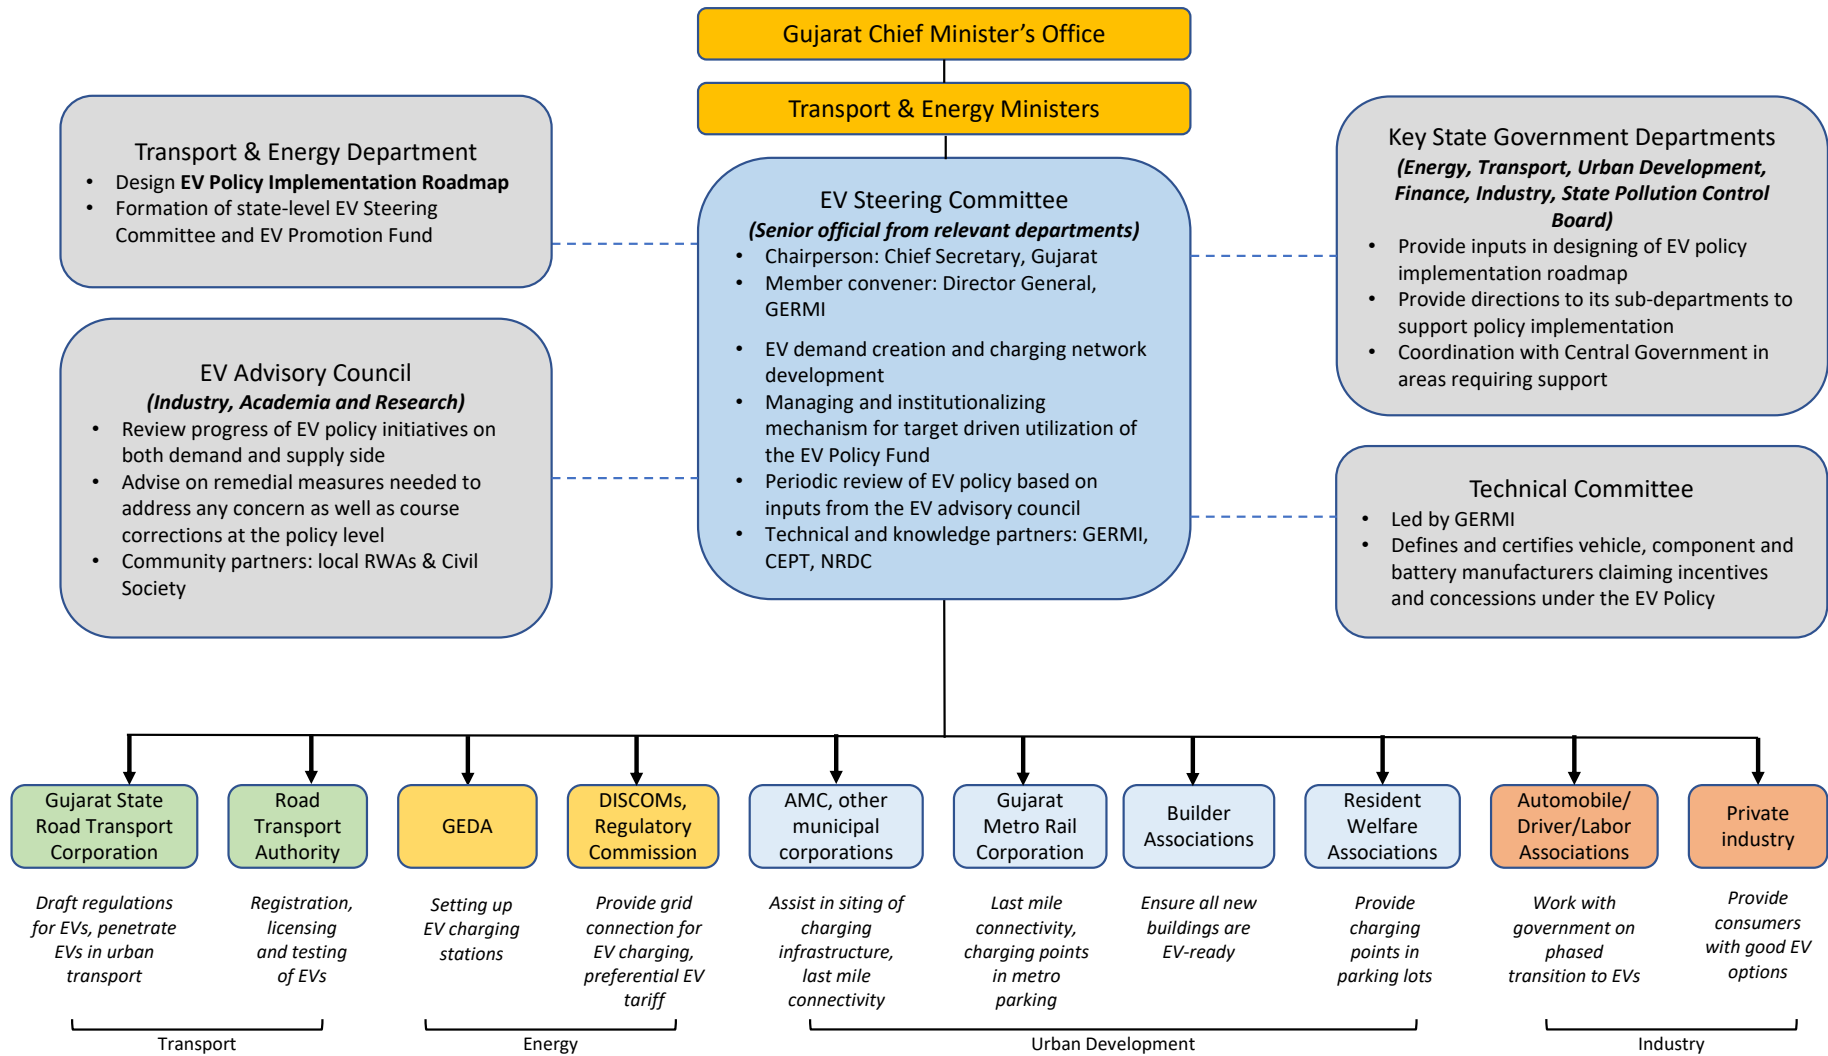 Gujarat Chief Minister’s Office
Transport & Energy Ministers
Transport & Energy Department
• Design EV Policy Implementation Roadmap
• Formation of state-level EV Steering
Committee and EV Promotion Fund
EV Advisory Council
(Industry, Academia and Research)
• Review progress of EV policy initiatives on
both demand and supply side
• Advise on remedial measures needed to
address any concern as well as course
corrections at the policy level
• Community partners: local RWAs & Civil
Society
EV Steering Committee
(Senior official from relevant departments)
• Chairperson: Chief Secretary, Gujarat
• Member convener: Director General,
GERMI
• EV demand creation and charging network
development
• Managing and institutionalizing
mechanism for target driven utilization of
the EV Policy Fund
• Periodic review of EV policy based on
inputs from the EV advisory council
• Technical and knowledge partners: GERMI,
CEPT, NRDC
Key State Government Departments
(Energy, Transport, Urban Development,
Finance, Industry, State Pollution Control
Board)
• Provide inputs in designing of EV policy
implementation roadmap
• Provide directions to its sub-departments to
support policy implementation
• Coordination with Central Government in
areas requiring support
Technical Committee
• Led by GERMI
• Defines and certifies vehicle, component and
battery manufacturers claiming incentives
and concessions under the EV Policy
Gujarat State
Road Transport
Corporation
Road
Transport
Authority
GEDA
DISCOMs,
Regulatory
Commission
AMC, other
municipal
corporations
Gujarat
Metro Rail
Corporation
Builder
Associations
Resident
Welfare
Associations
Automobile/
Driver/Labor
Associations
Private
industry
Draft regulations
for EVs, penetrate
EVs in urban
transport
Registration,
licensing
and testing
of EVs
Setting up
EV charging
stations
Provide grid
connection for
EV charging,
preferential EV
tariff
Assist in siting of
charging
infrastructure,
last mile
connectivity
Last mile
connectivity,
charging points
in metro
parking
Ensure all new
buildings are
EV-ready
Provide
charging
points in
parking lots
Work with
government on
phased
transition to EVs
Provide
consumers
with good EV
options
Transport
Energy
Urban Development
Industry